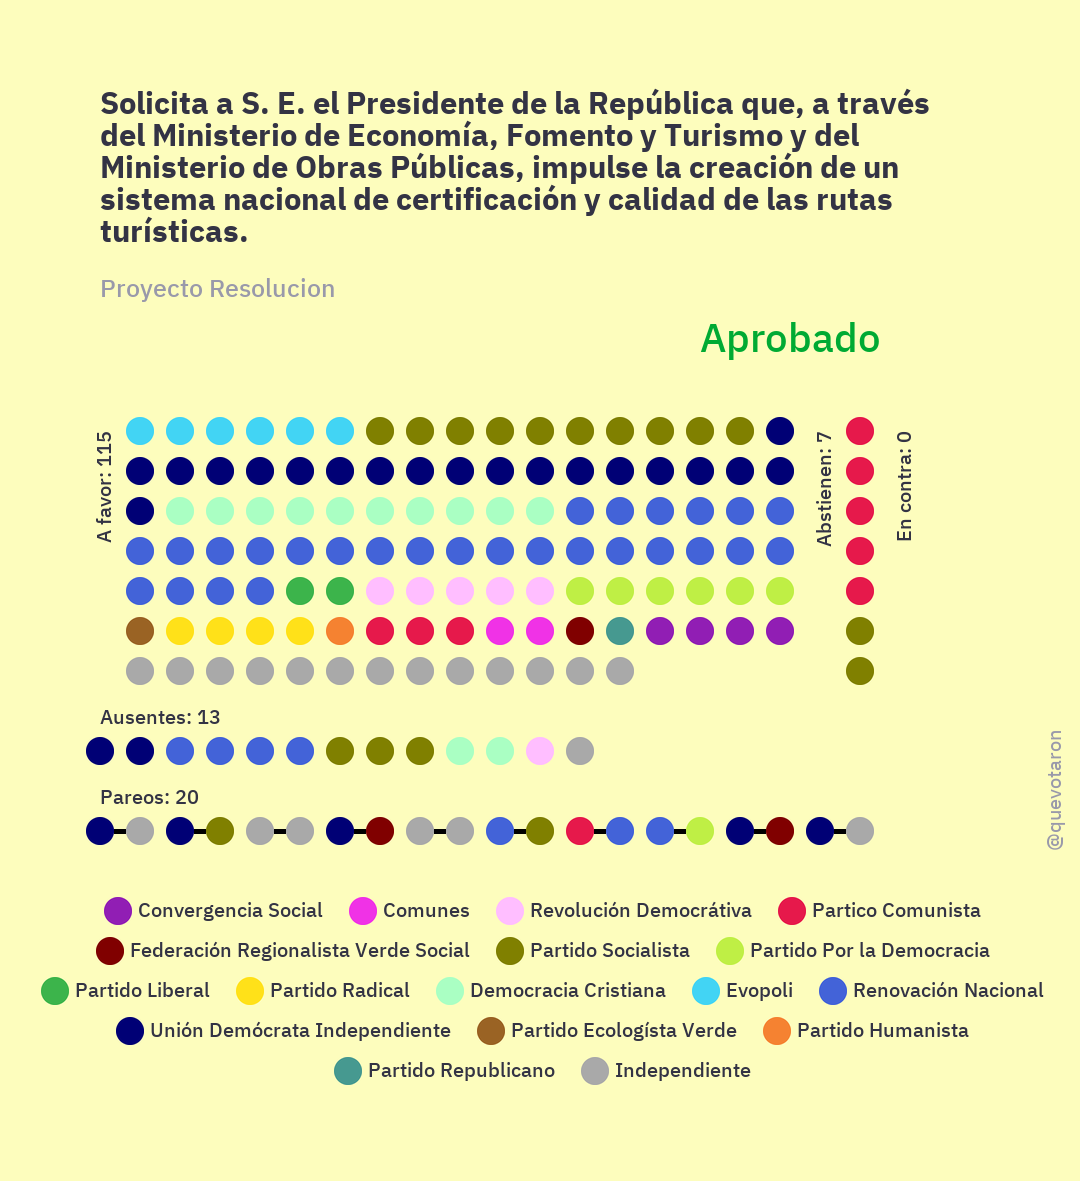 Solicita a S. E. el Presidente de la República que, a través
del Ministerio de Economía, Fomento y Turismo y del
Ministerio de Obras Públicas, impulse la creación de un
sistema nacional de certificación y calidad de las rutas
turísticas.
Proyecto Resolucion
Aprobado
A favor: 115
Abstienen: 7
En contra: 0
Ausentes: 13
Pareos: 20
@quevotaron
Convergencia Social
Comunes
Revolución Democrátiva
Partico Comunista
Federación Regionalista Verde Social
Partido Socialista
Partido Por la Democracia
Partido Liberal
Partido Radical
Democracia Cristiana
Evopoli
Renovación Nacional
Unión Demócrata Independiente
Partido Ecologísta Verde
Partido Humanista
Partido Republicano
Independiente